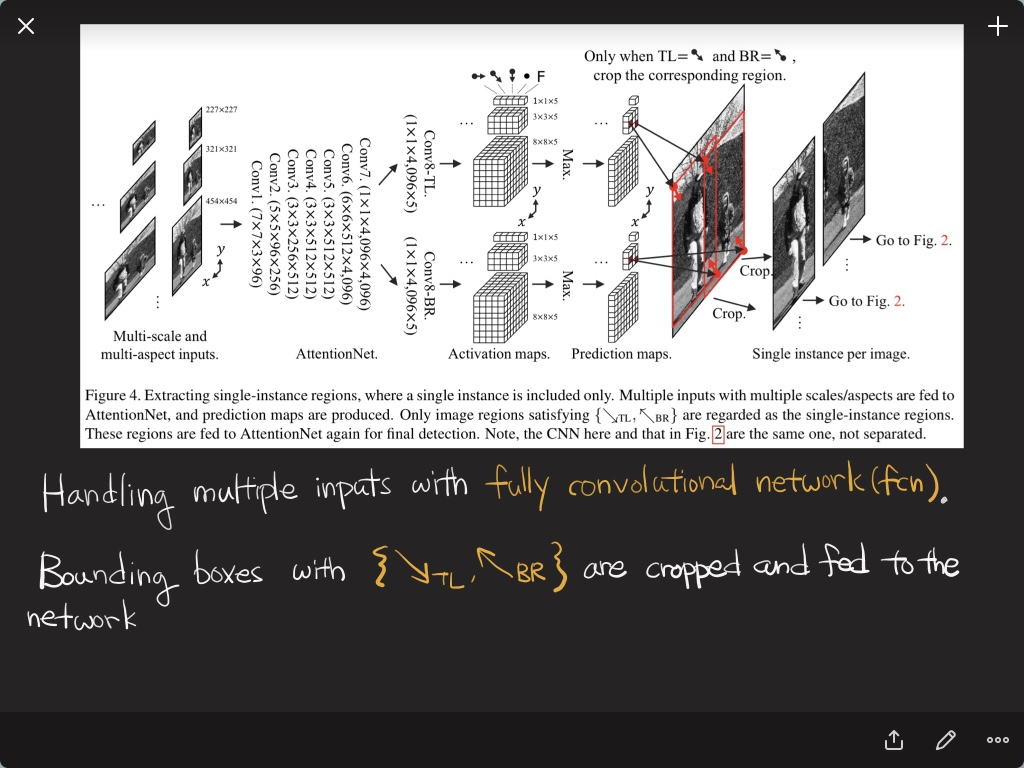 Only when TL=↘ and BR=↖ ,
crop the corresponding region.
F
227×227
321×321
454×454
...
⋮
y
x
Multi-scale and
multi-aspect inputs.
Conv1. (7×7×3×96)
Conv2. (5×5×96×256)
Conv3. (3×3×256×512)
Conv4. (3×3×512×512)
Conv5. (3×3×512×512)
Conv6. (6×6×512×4,096)
Conv7. (1×1×4,096×4,096)
AttentionNet.
Conv8-TL.
(1×1×4,096×5)
Conv8-BR.
(1×1×4,096×5)
...
1×1×5
3×3×5
8×8×5
y
x
...
1×1×5
3×3×5
8×8×5
Activation maps.
Max.
Max.
...
y
x
...
Prediction maps.
Crop.
Crop.
Go to Fig. 2.
⋮
Go to Fig. 2.
⋮
Single instance per image.
Figure 4. Extracting single-instance regions, where a single instance is included only. Multiple inputs with multiple scales/aspects are fed to
AttentionNet, and prediction maps are produced. Only image regions satisfying {↘TL, ↖BR} are regarded as the single-instance regions.
These regions are fed to AttentionNet again for final detection. Note, the CNN here and that in Fig. 2 are the same one, not separated.
Handling multiple inputs with fully convolutional network (fcn).
Bounding boxes with {↘TL, ↖BR} are cropped and fed to the
network